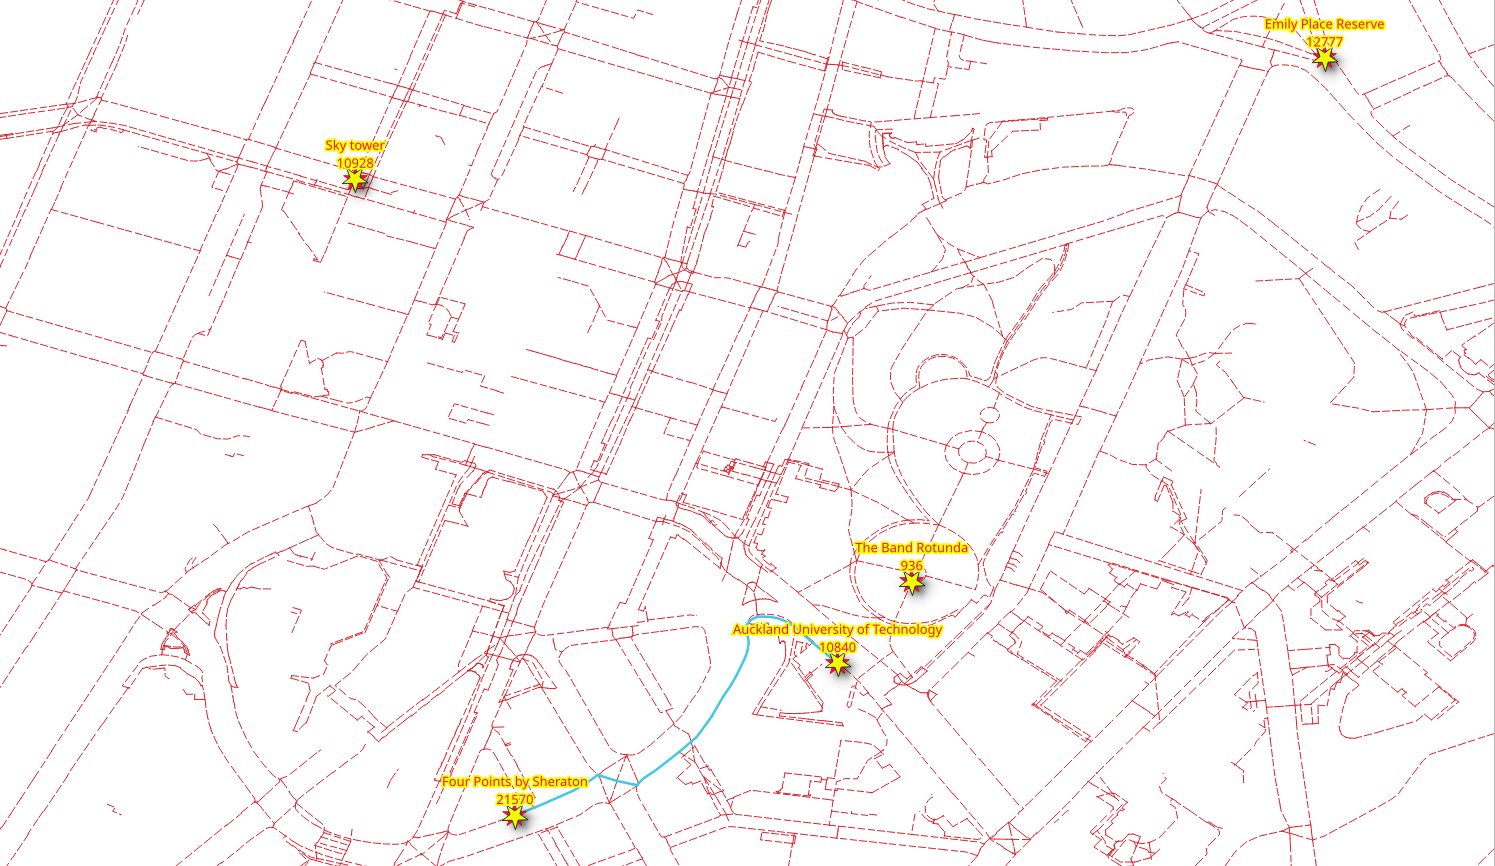 Emily Place Reserve
12777
Sky tower
10928
The Band Rotunda
936
Auckland University of Technology
10840
Four Points by Sheraton
21570